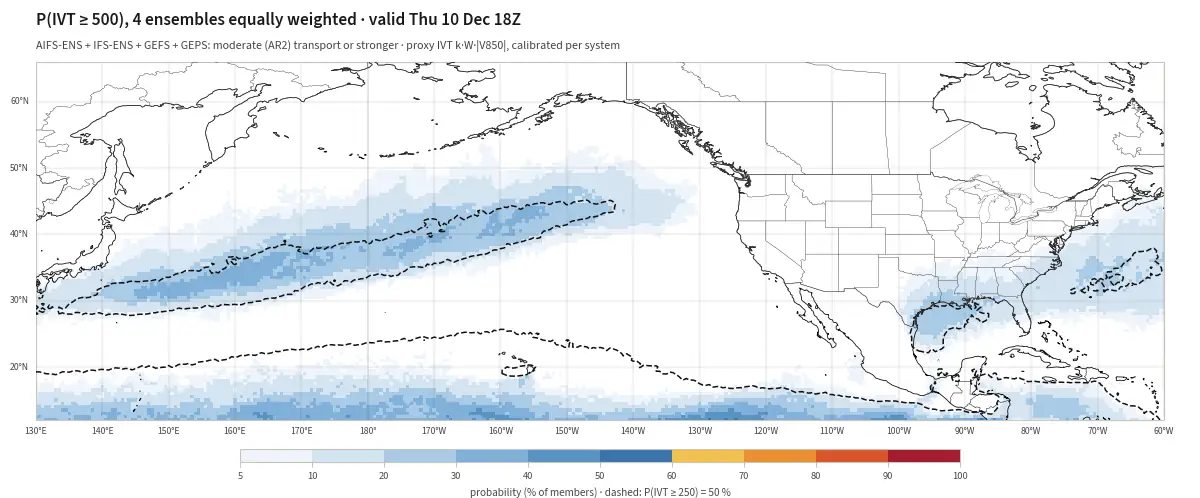 P(IVT ≥ 500), 4 ensembles equally weighted · valid Thu 10 Dec 18Z
AIFS-ENS + IFS-ENS + GEFS + GEPS: moderate (AR2) transport or stronger · proxy IVT k·W·|V850|, calibrated per system
60°N
50°N
40°N
30°N
20°N
130°E 140°E 150°E 160°E 170°E 180° 170°W 160°W 150°W 140°W 130°W 120°W 110°W 100°W 90°W 80°W 70°W 60°W
5 10 20 30 40 50 60 70 80 90 100
probability (% of members) · dashed: P(IVT ≥ 250) = 50 %